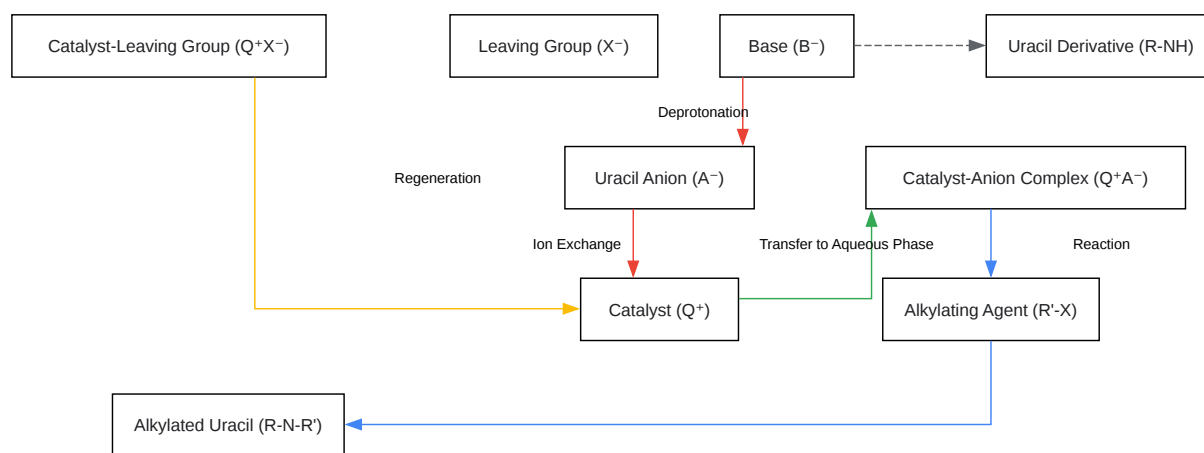 Catalyst-Leaving Group (Q⁺X⁻)
Leaving Group (X⁻)
Base (B⁻)
Uracil Derivative (R-NH)
Deprotonation
Uracil Anion (A⁻)
Catalyst-Anion Complex (Q⁺A⁻)
Regeneration
Ion Exchange
Transfer to Aqueous Phase
Reaction
Catalyst (Q⁺)
Alkylating Agent (R'-X)
Alkylated Uracil (R-N-R')